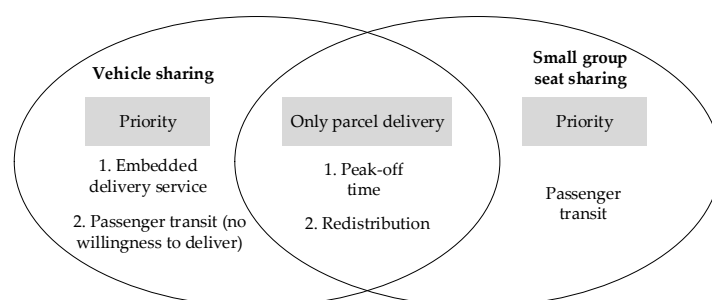 Vehicle sharing
Priority
1. Embedded
delivery service
2. Passenger transit (no
willingness to deliver)
Only parcel delivery
1. Peak-off
time
2. Redistribution
Small group
seat sharing
Priority
Passenger
transit